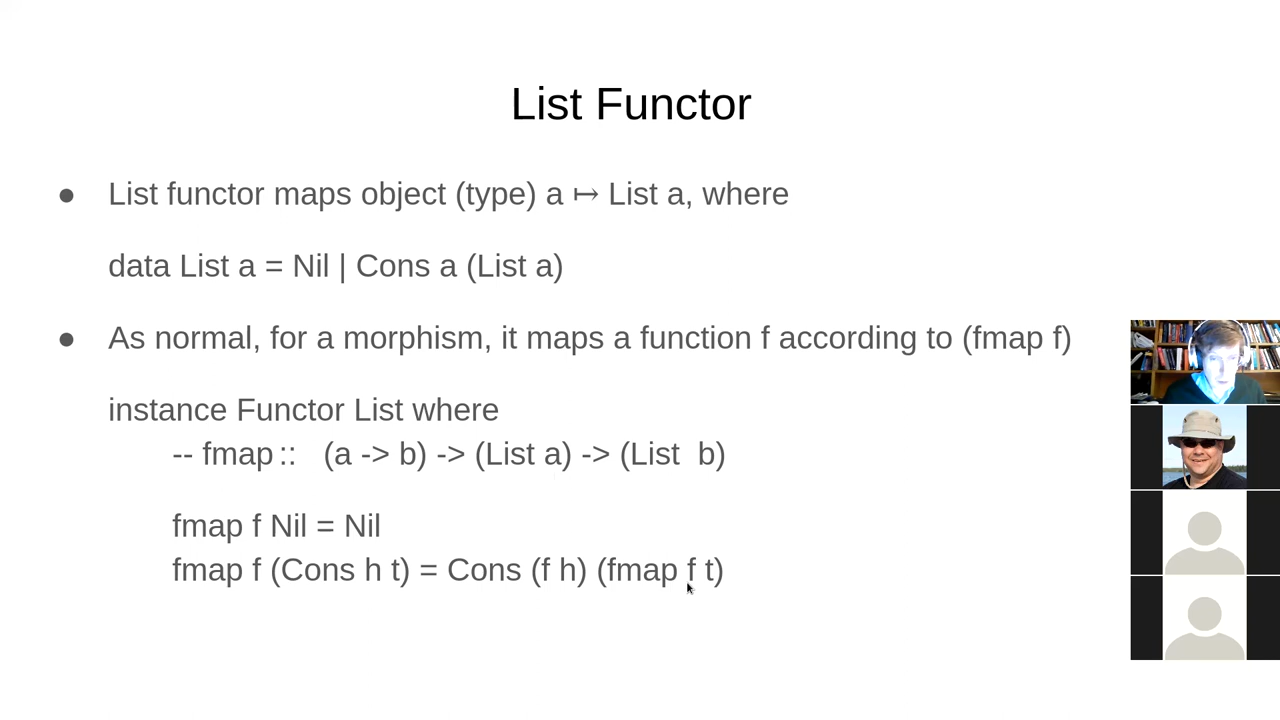 List Functor
● List functor maps object (type) a ↦ List a, where
data List a = Nil | Cons a (List a)
● As normal, for a morphism, it maps a function f according to (fmap f)
instance Functor List where
-- fmap :: (a -> b) -> (List a) -> (List b)
fmap f Nil = Nil
fmap f (Cons h t) = Cons (f h) (fmap f t)